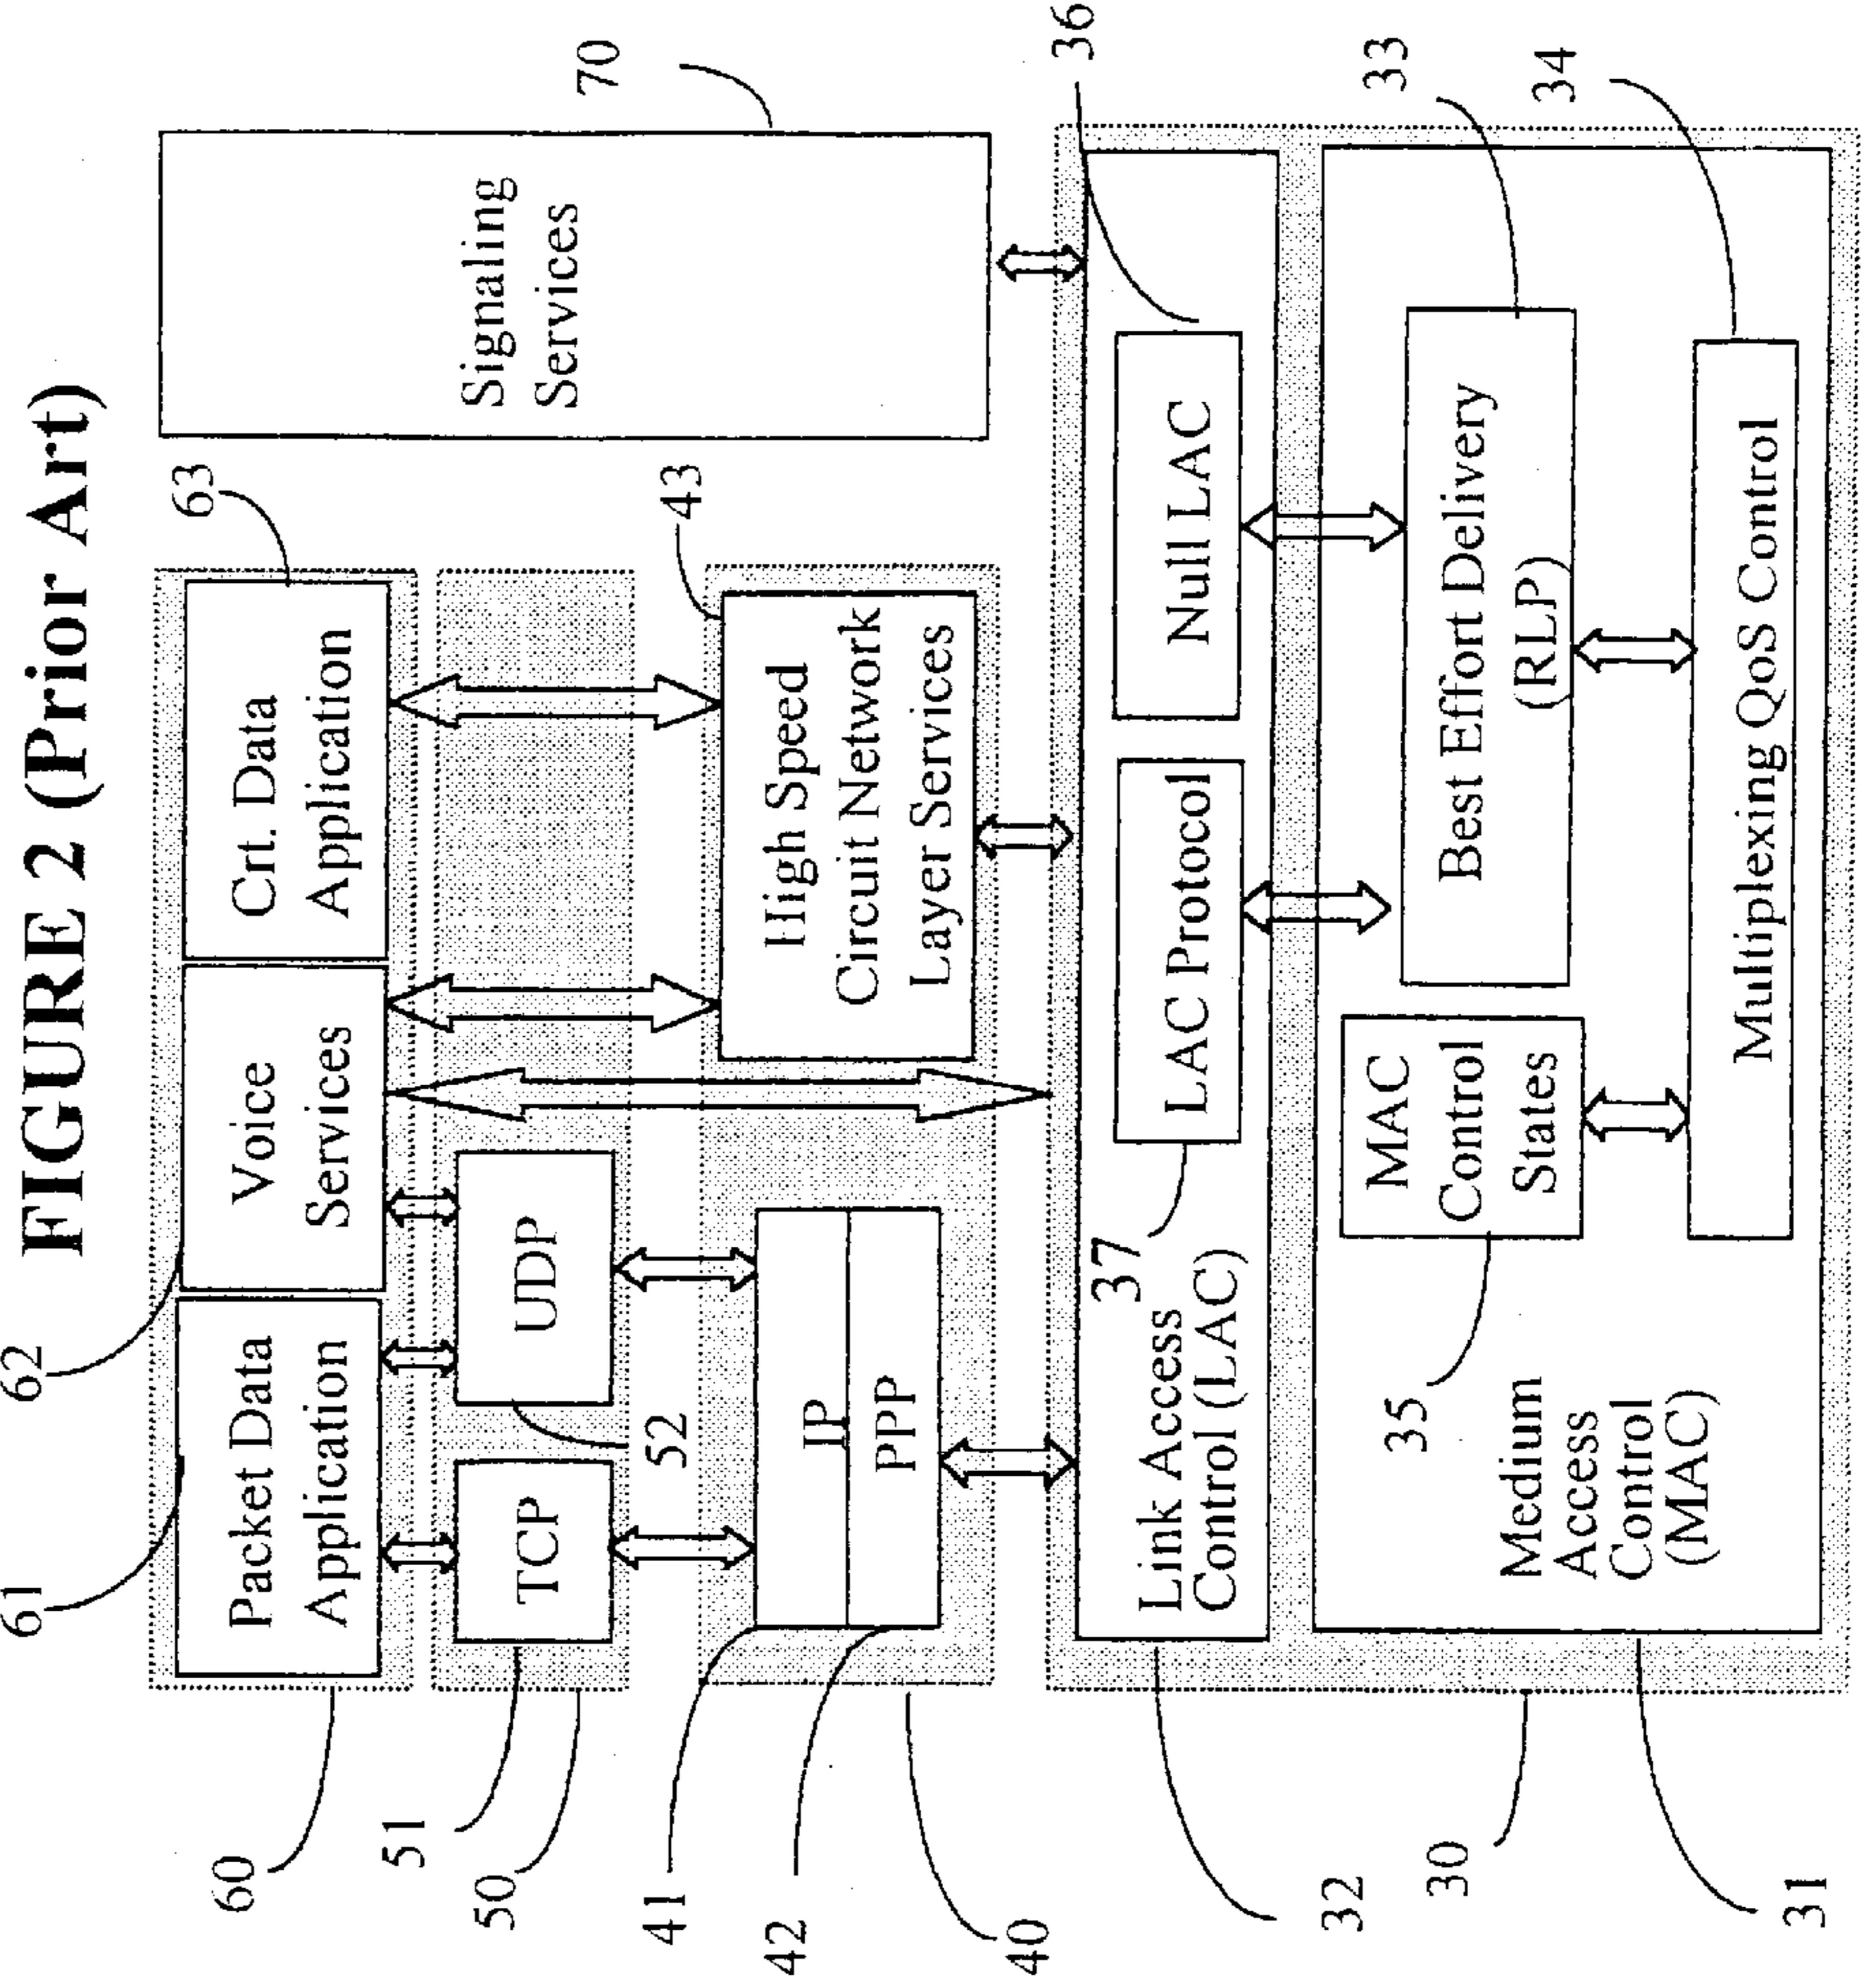 FIGURE 2 (Prior Art)
61
62
63
70
Packet Data
Application
Voice
Services
Crt. Data
Application
Signaling
Services
60
TCP
UDP
51
52
50
IP
PPP
High Speed
Circuit Network
Layer Services
43
41
42
40
36
Link Access
Control (LAC)
37
LAC Protocol
Null LAC
32
33
MAC
Control
States
Best Effort Delivery
(RLP)
35
34
Medium
Access
Control
(MAC)
Multiplexing QoS Control
30
31